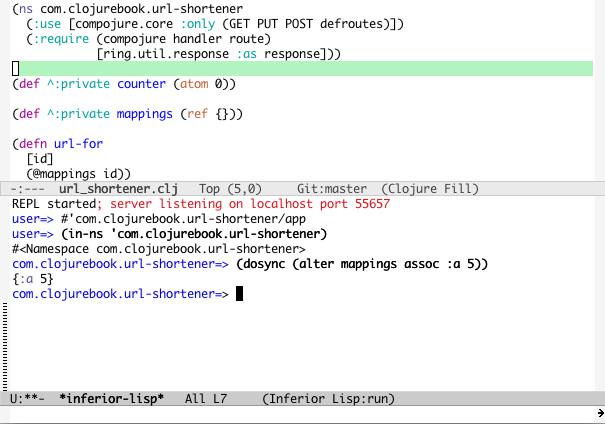 (ns com.clojurebook.url-shortener
  (:use [compojure.core :only (GET PUT POST defroutes)])
  (:require (compojure handler route)
            [ring.util.response :as response]))
(def ^:private counter (atom 0))
(def ^:private mappings (ref {}))
(defn url-for
  [id]
  (@mappings id))
-:---  url_shortener.clj   Top (5,0)     Git:master  (Clojure Fill)
REPL started; server listening on localhost port 55657
user=> #'com.clojurebook.url-shortener/app
user=> (in-ns 'com.clojurebook.url-shortener)
#<Namespace com.clojurebook.url-shortener>
com.clojurebook.url-shortener=> (dosync (alter mappings assoc :a 5))
{:a 5}
com.clojurebook.url-shortener=>
U:**-  *inferior-lisp*   All L7     (Inferior Lisp:run)